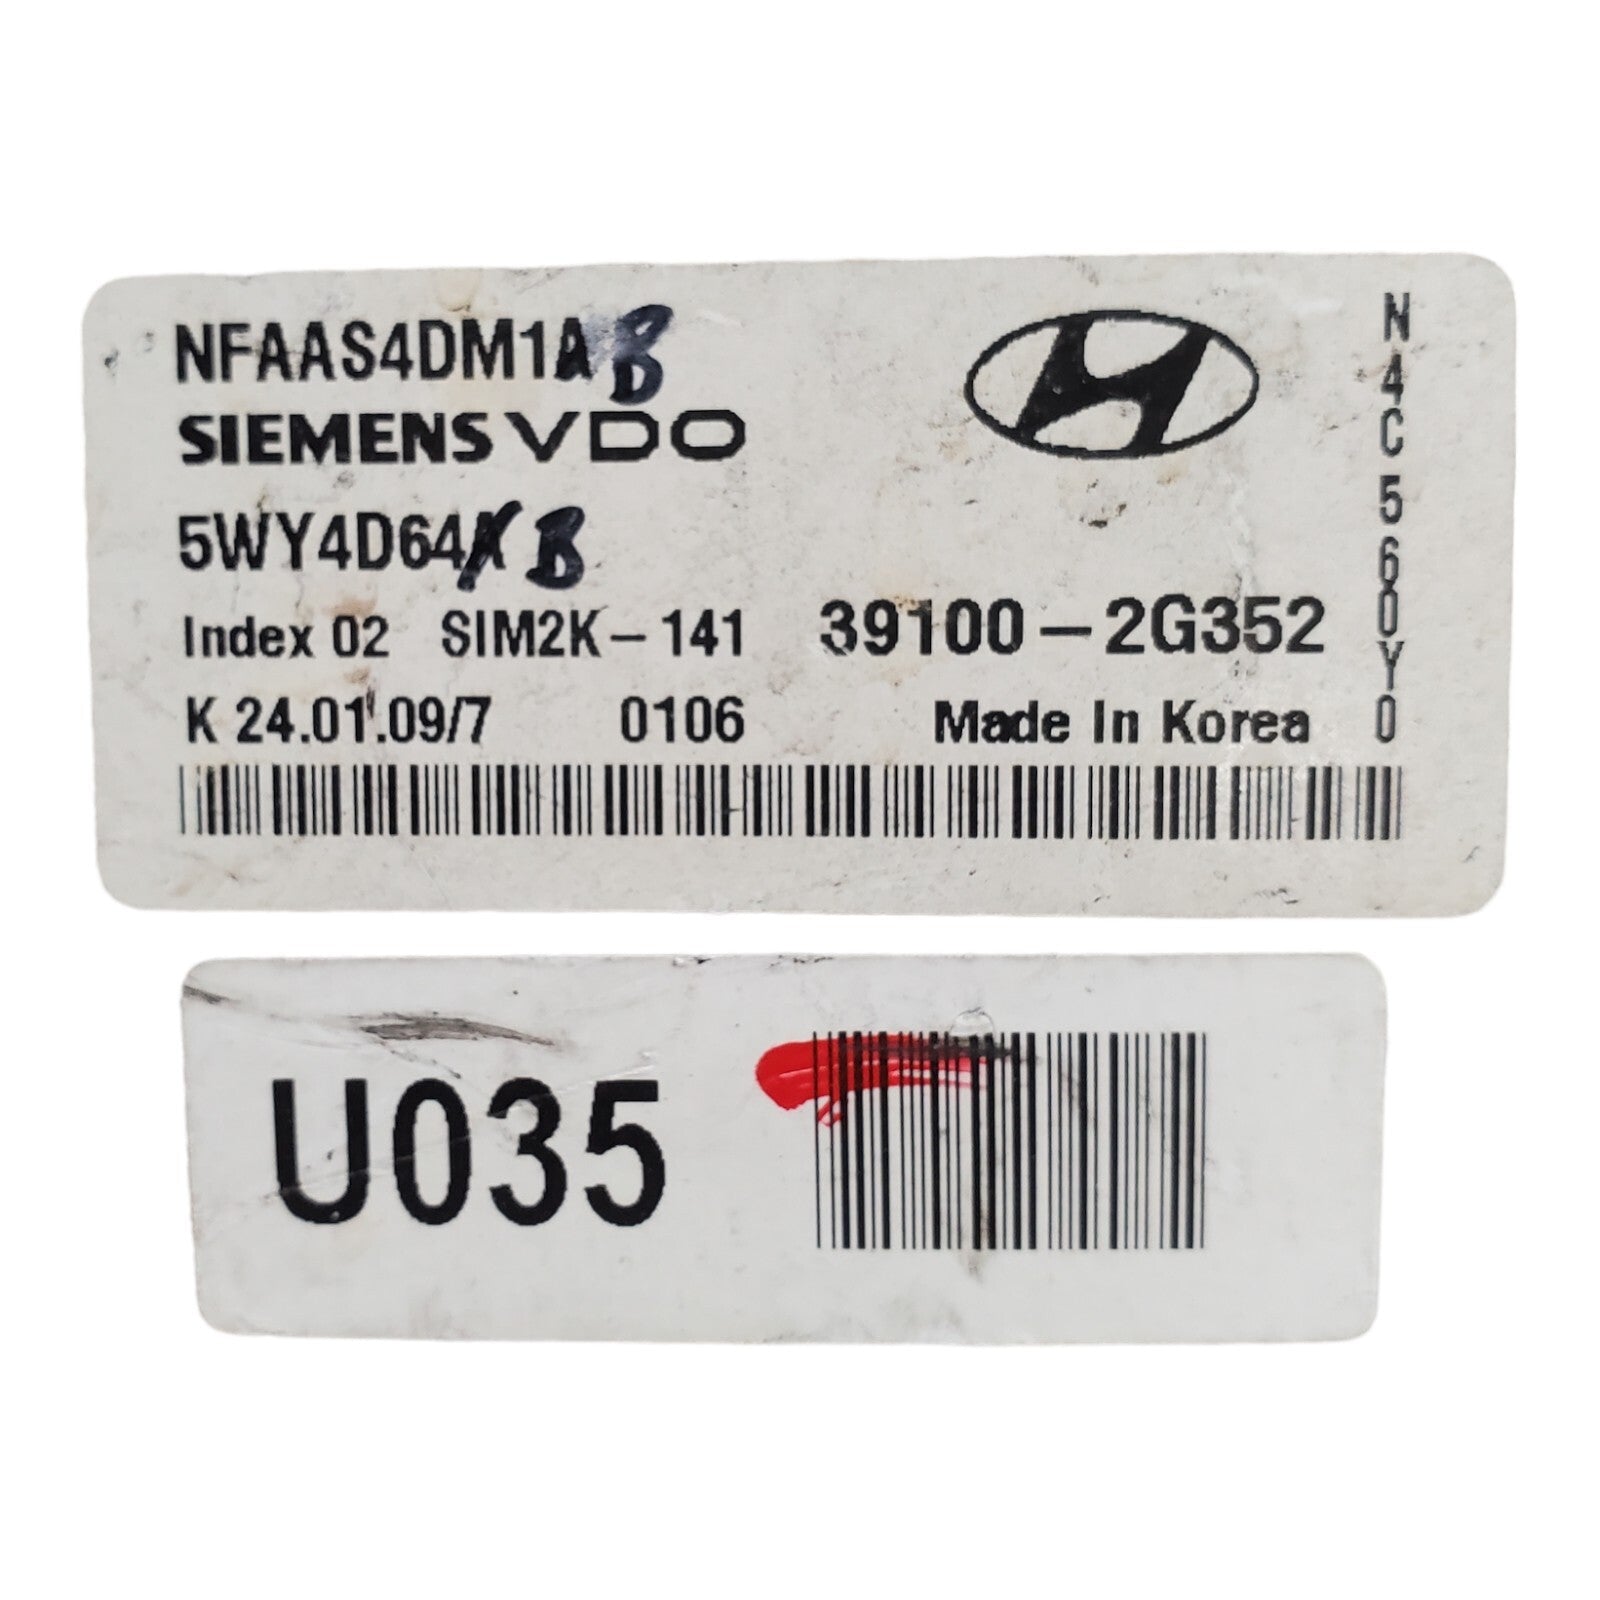 NFAAS4DM1A B
SIEMENS VDO
5WY4D64A B
Index 02 SIM2K-141 39100-2G352
K 24.01.09/7 0106 Made In Korea
N4C560Y0
U035